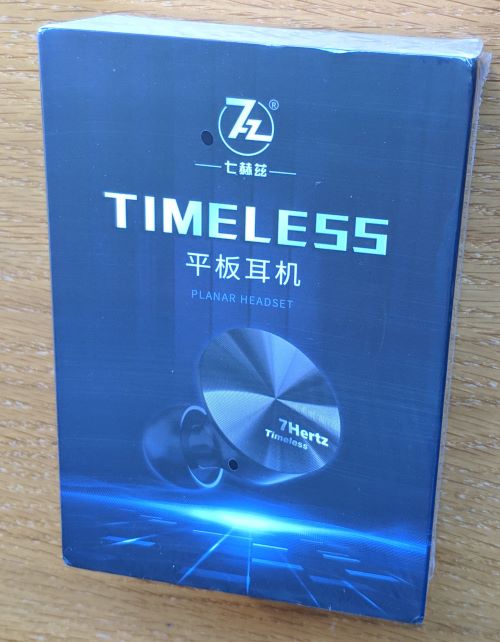 7Z®
七赫兹
TIMELESS
平板耳机
PLANAR HEADSET
7Hertz
Timeless